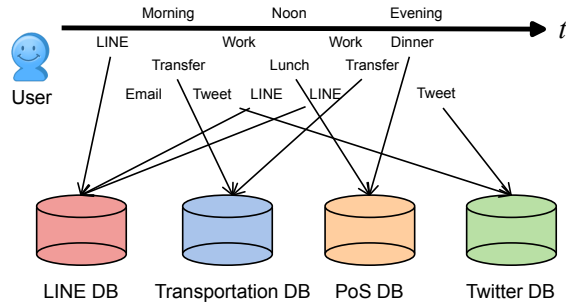 Morning Noon Evening
t
LINE Work Work Dinner
User
Transfer Lunch Transfer
Email Tweet LINE LINE Tweet
LINE DB Transportation DB PoS DB Twitter DB